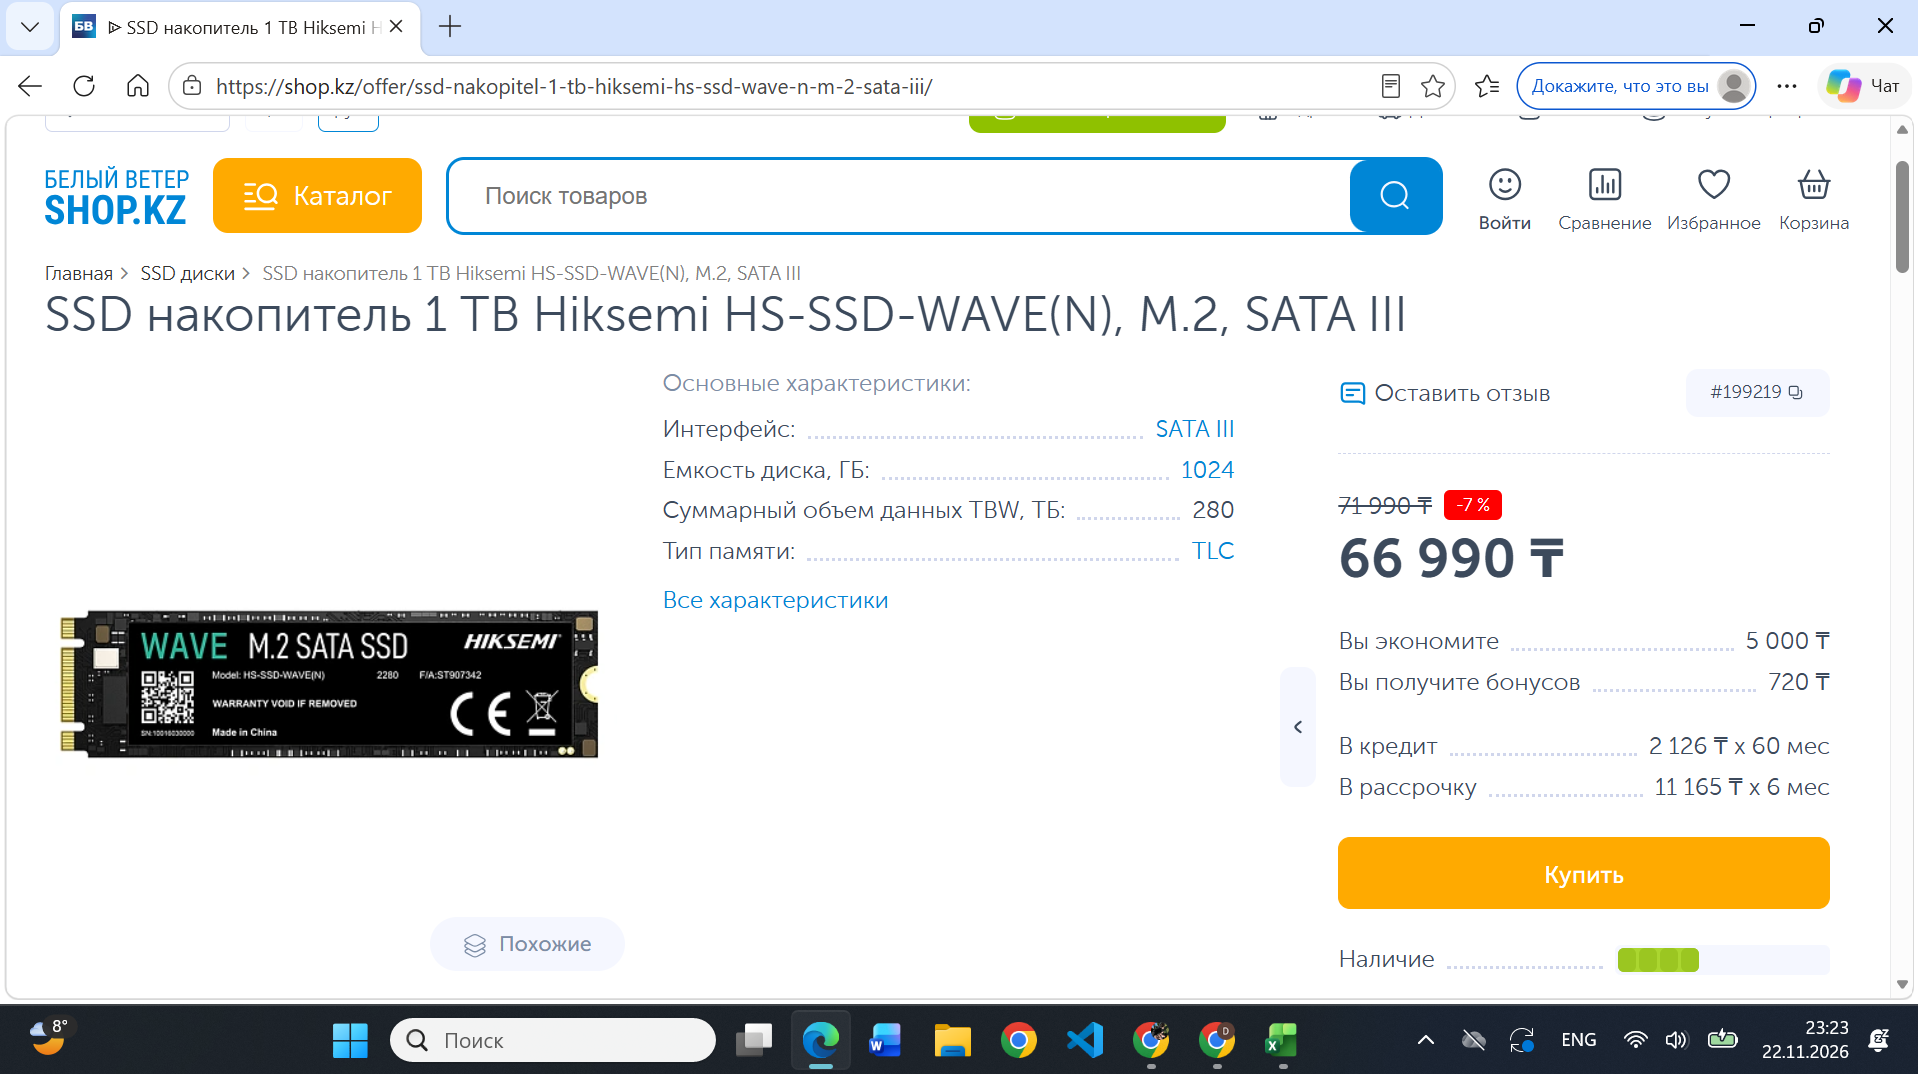 ▷ SSD накопитель 1 TB Hiksemi H
https://shop.kz/offer/ssd-nakopitel-1-tb-hiksemi-hs-ssd-wave-n-m-2-sata-iii/
Докажите, что это вы
Чат
БЕЛЫЙ ВЕТЕР
SHOP.KZ
Каталог
Поиск товаров
Войти
Сравнение
Избранное
Корзина
Главная > SSD диски > SSD накопитель 1 TB Hiksemi HS-SSD-WAVE(N), M.2, SATA III
SSD накопитель 1 TB Hiksemi HS-SSD-WAVE(N), M.2, SATA III
Основные характеристики:
Интерфейс: SATA III
Емкость диска, ГБ: 1024
Суммарный объем данных TBW, ТБ: 280
Тип памяти: TLC
Все характеристики
WAVE M.2 SATA SSD HIKSEMI
Model: HS-SSD-WAVE(N) 2280 F/A:ST907342
WARRANTY VOID IF REMOVED
CE
SN:10016030000 Made in China
Похожие
Оставить отзыв
#199219
71 990 ₸ -7 %
66 990 ₸
Вы экономите 5 000 ₸
Вы получите бонусов 720 ₸
В кредит 2 126 ₸ x 60 мес
В рассрочку 11 165 ₸ x 6 мес
Купить
Наличие
8°
Поиск
ENG
23:23
22.11.2026